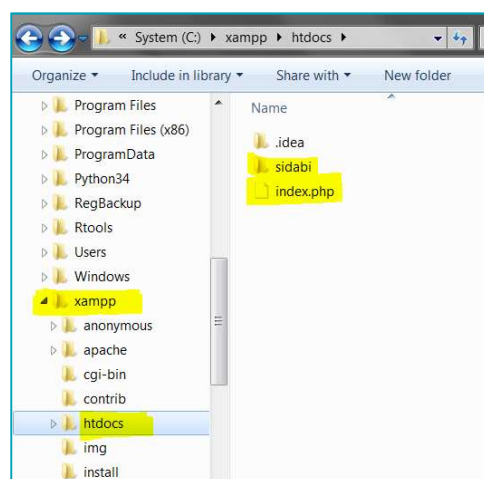 « System (C:) ▸ xampp ▸ htdocs ▸
Organize ▾ Include in library ▾ Share with ▾ New folder
Program Files
Program Files (x86)
ProgramData
Python34
RegBackup
Rtools
Users
Windows
xampp
anonymous
apache
cgi-bin
contrib
htdocs
img
install
Name
.idea
sidabi
index.php